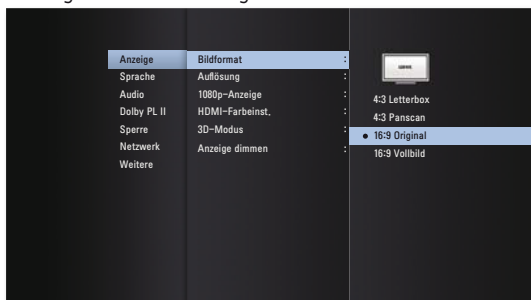 Anzeige
Sprache
Audio
Dolby PL II
Sperre
Netzwerk
Weitere
Bildformat :
Auflösung :
1080p-Anzeige :
HDMI-Farbeinst. :
3D-Modus :
Anzeige dimmen :
4:3 Letterbox
4:3 Panscan
● 16:9 Original
16:9 Vollbild